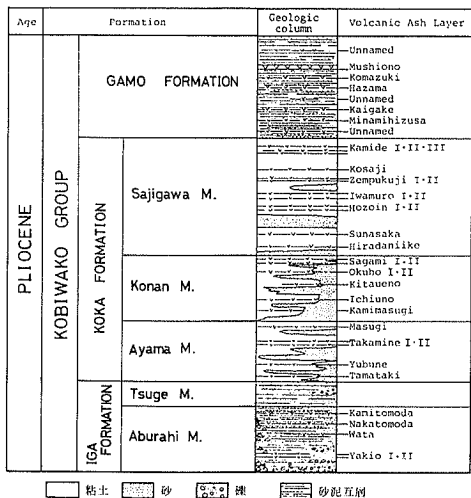 Age
Formation
Geologic column
Volcanic Ash Layer
PLIOCENE
KOBIWAKO GROUP
GAMO FORMATION
Unnamed
Mushiono
Komazuki
Hazama
Unnamed
Kaigake
Minamihizusa
Unnamed
KOKA FORMATION
Sajigawa M.
Kamide I·II·III
Kosaji
Zempukuji I·II
Iwamuro I·II
Hozoin I·II
Sunasaka
Hiradaniike
Konan M.
Sagami I·II
Okubo I·II
Kitaueno
Ichiuno
Kamimasugi
Ayama M.
Masugi
Takamine I·II
Yubune
Tamataki
IGA FORMATION
Tsuge M.
Aburahi M.
Kamitomoda
Nakatomoda
Wata
Yakio I·II
粘土 砂 礫 砂泥互層